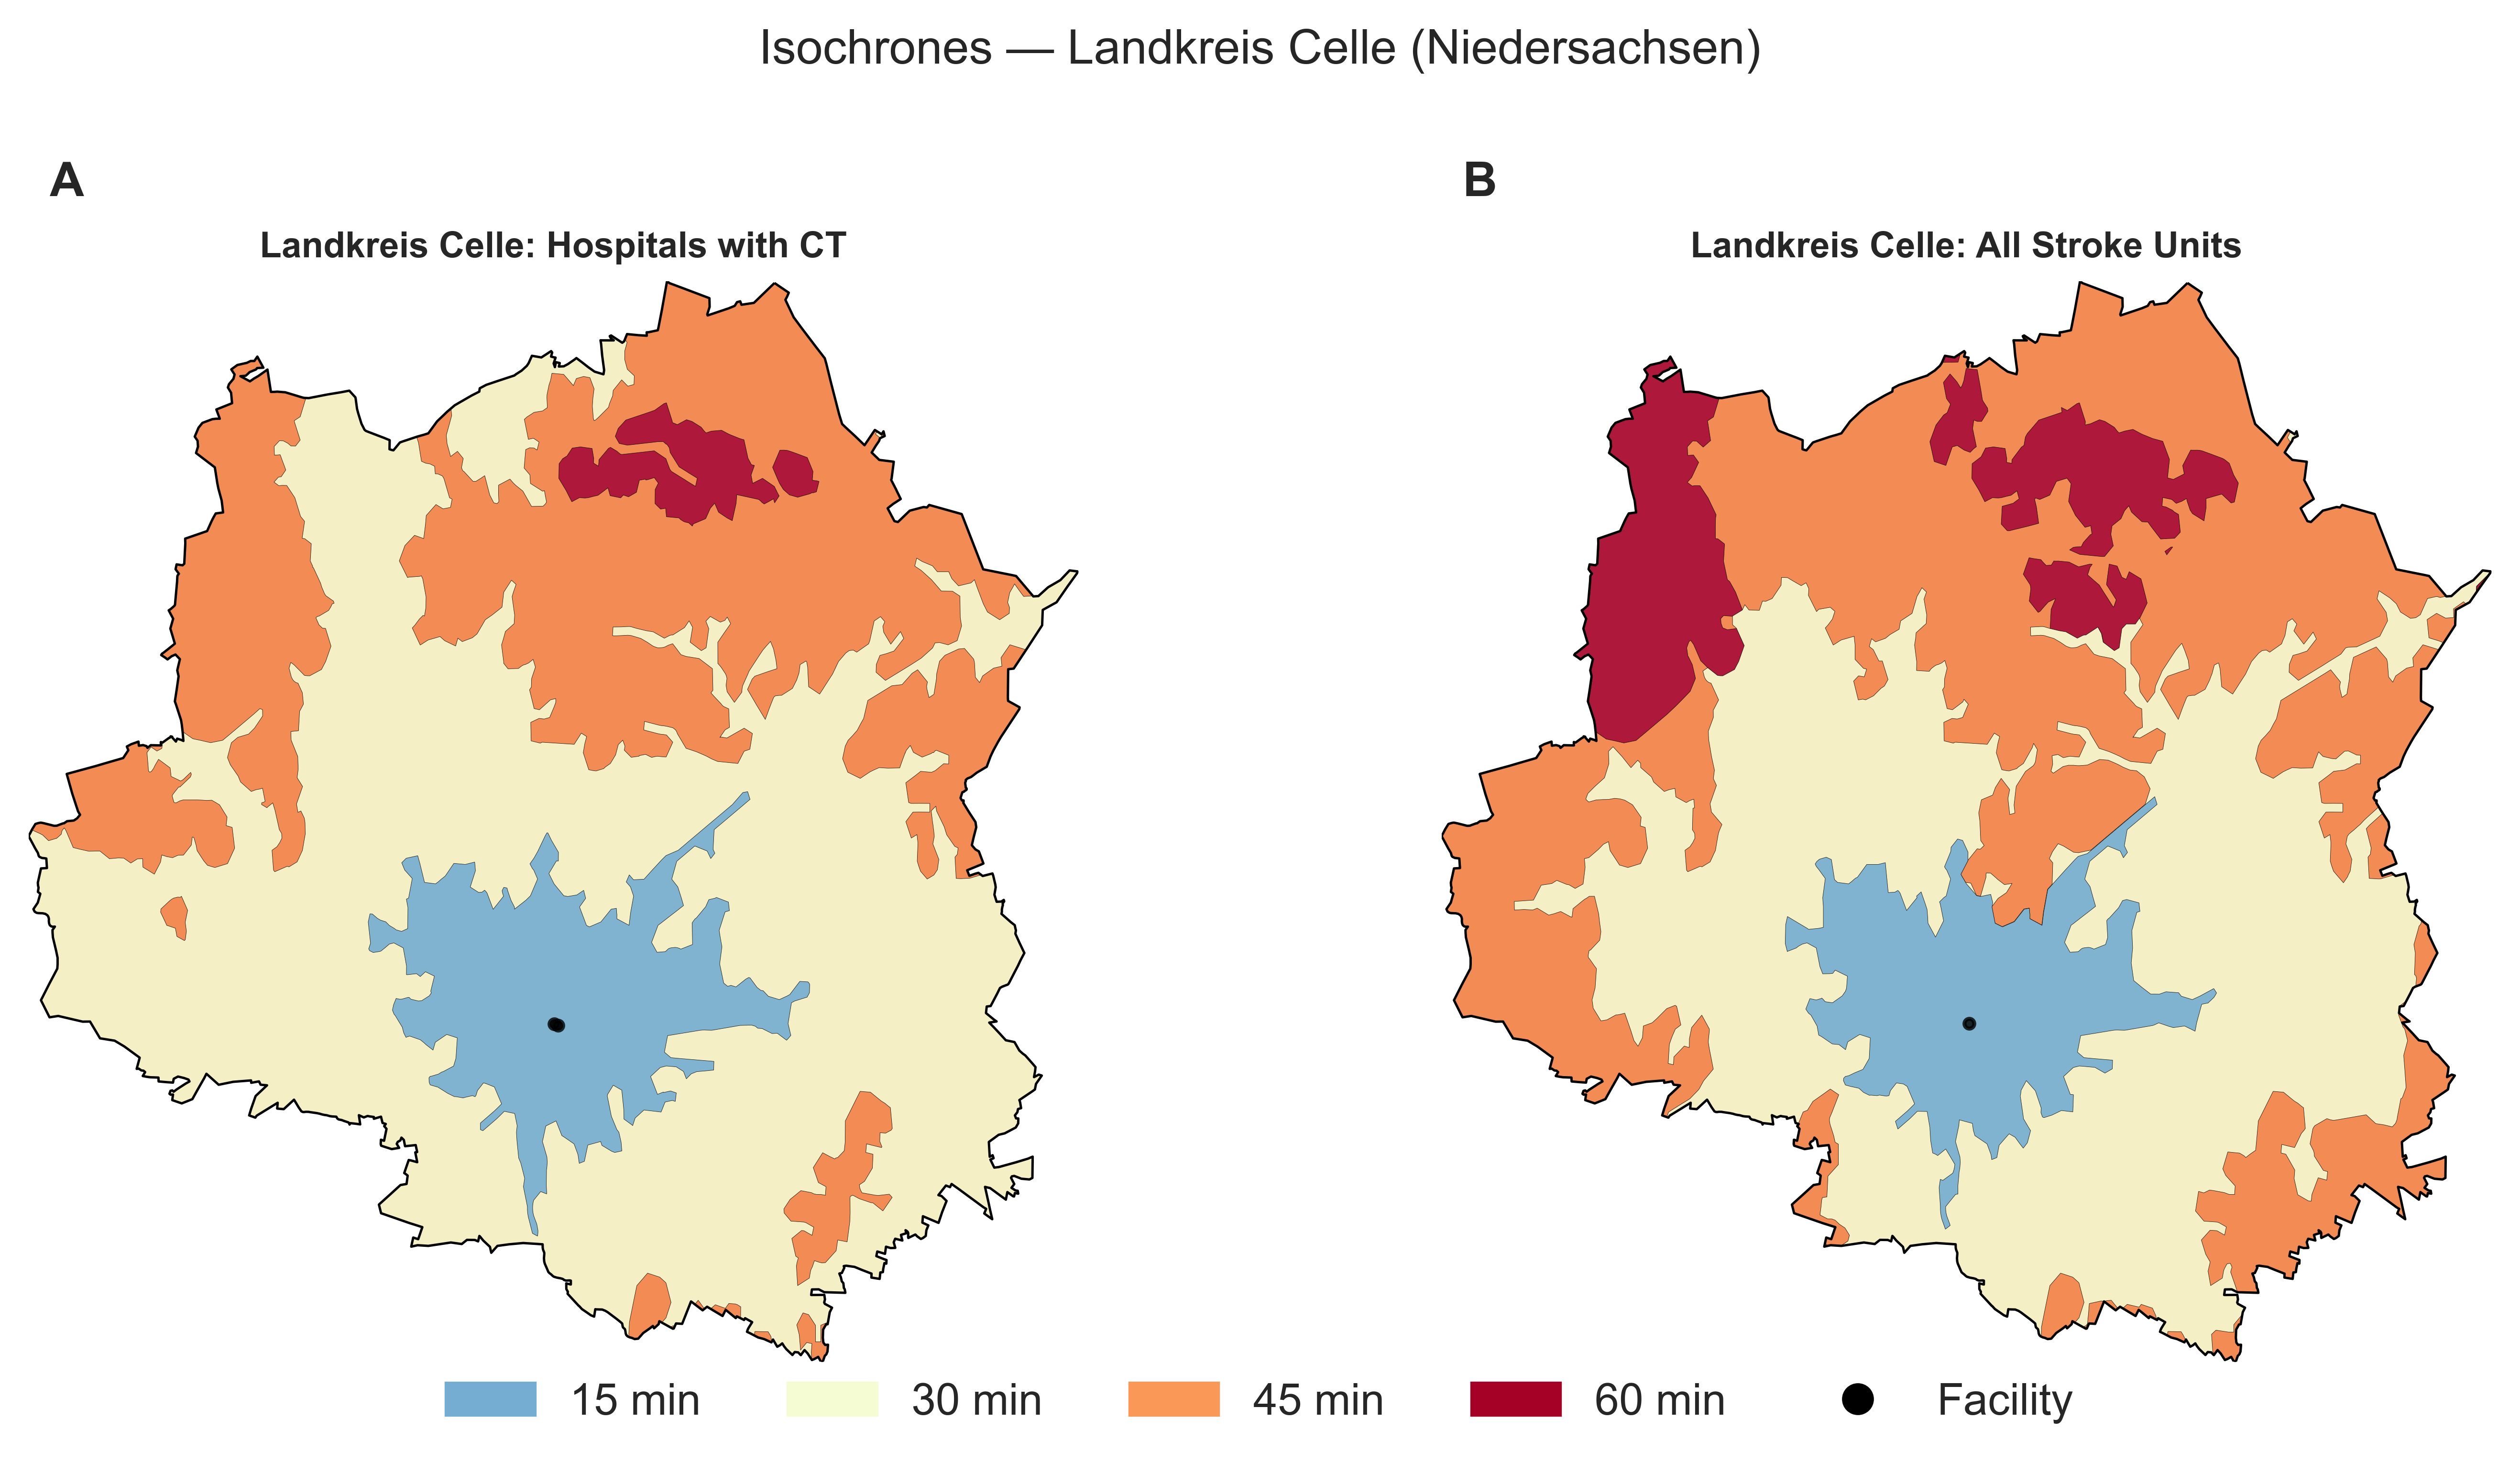 Isochrones — Landkreis Celle (Niedersachsen)
A
B
Landkreis Celle: Hospitals with CT
Landkreis Celle: All Stroke Units
15 min
30 min
45 min
60 min
Facility